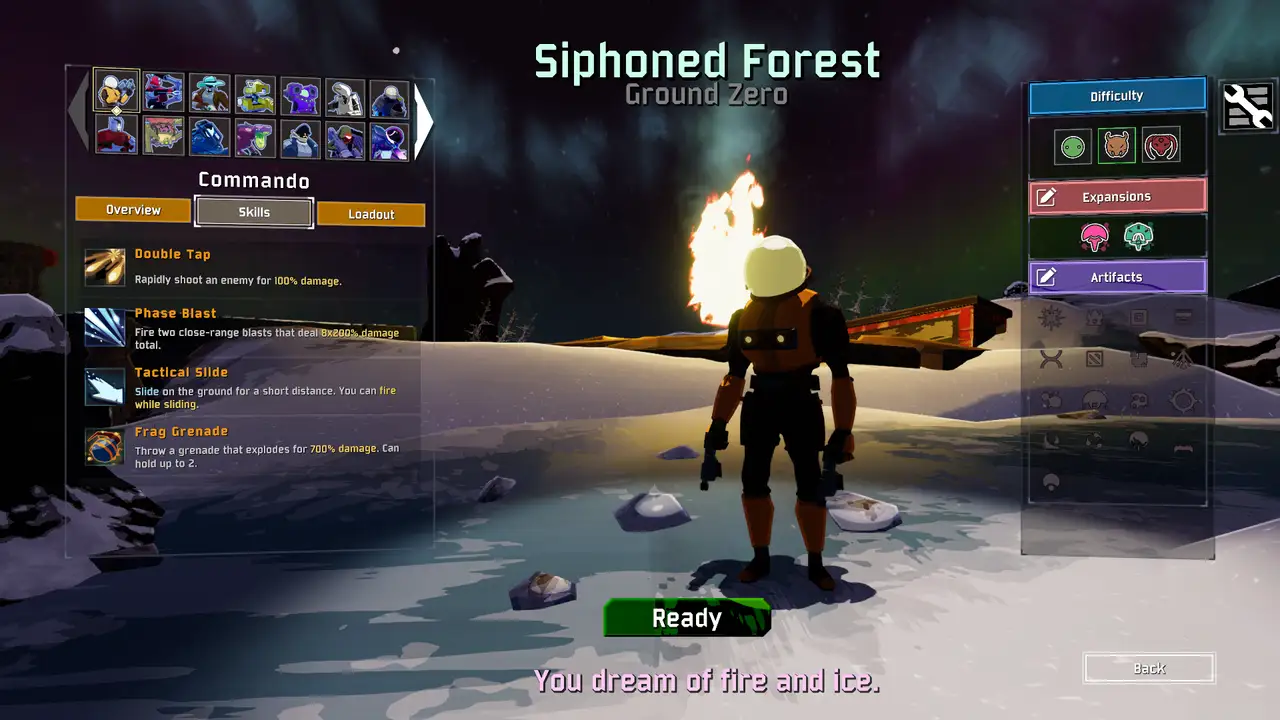 Siphoned Forest
Ground Zero
Commando
Overview
Skills
Loadout
Double Tap
Rapidly shoot an enemy for 100% damage.
Phase Blast
Fire two close-range blasts that deal 8x200% damage
total.
Tactical Slide
Slide on the ground for a short distance. You can fire
while sliding.
Frag Grenade
Throw a grenade that explodes for 700% damage. Can
hold up to 2.
Difficulty
Expansions
Artifacts
Ready
You dream of fire and ice.
Back